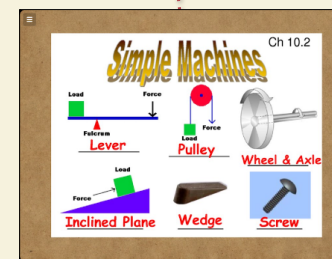 Ch 10.2
Simple Machines
Load Force
Fulcrum
Lever
Load
Force
Pulley
Wheel & Axle
Load
Force
Inclined Plane
Wedge
Screw